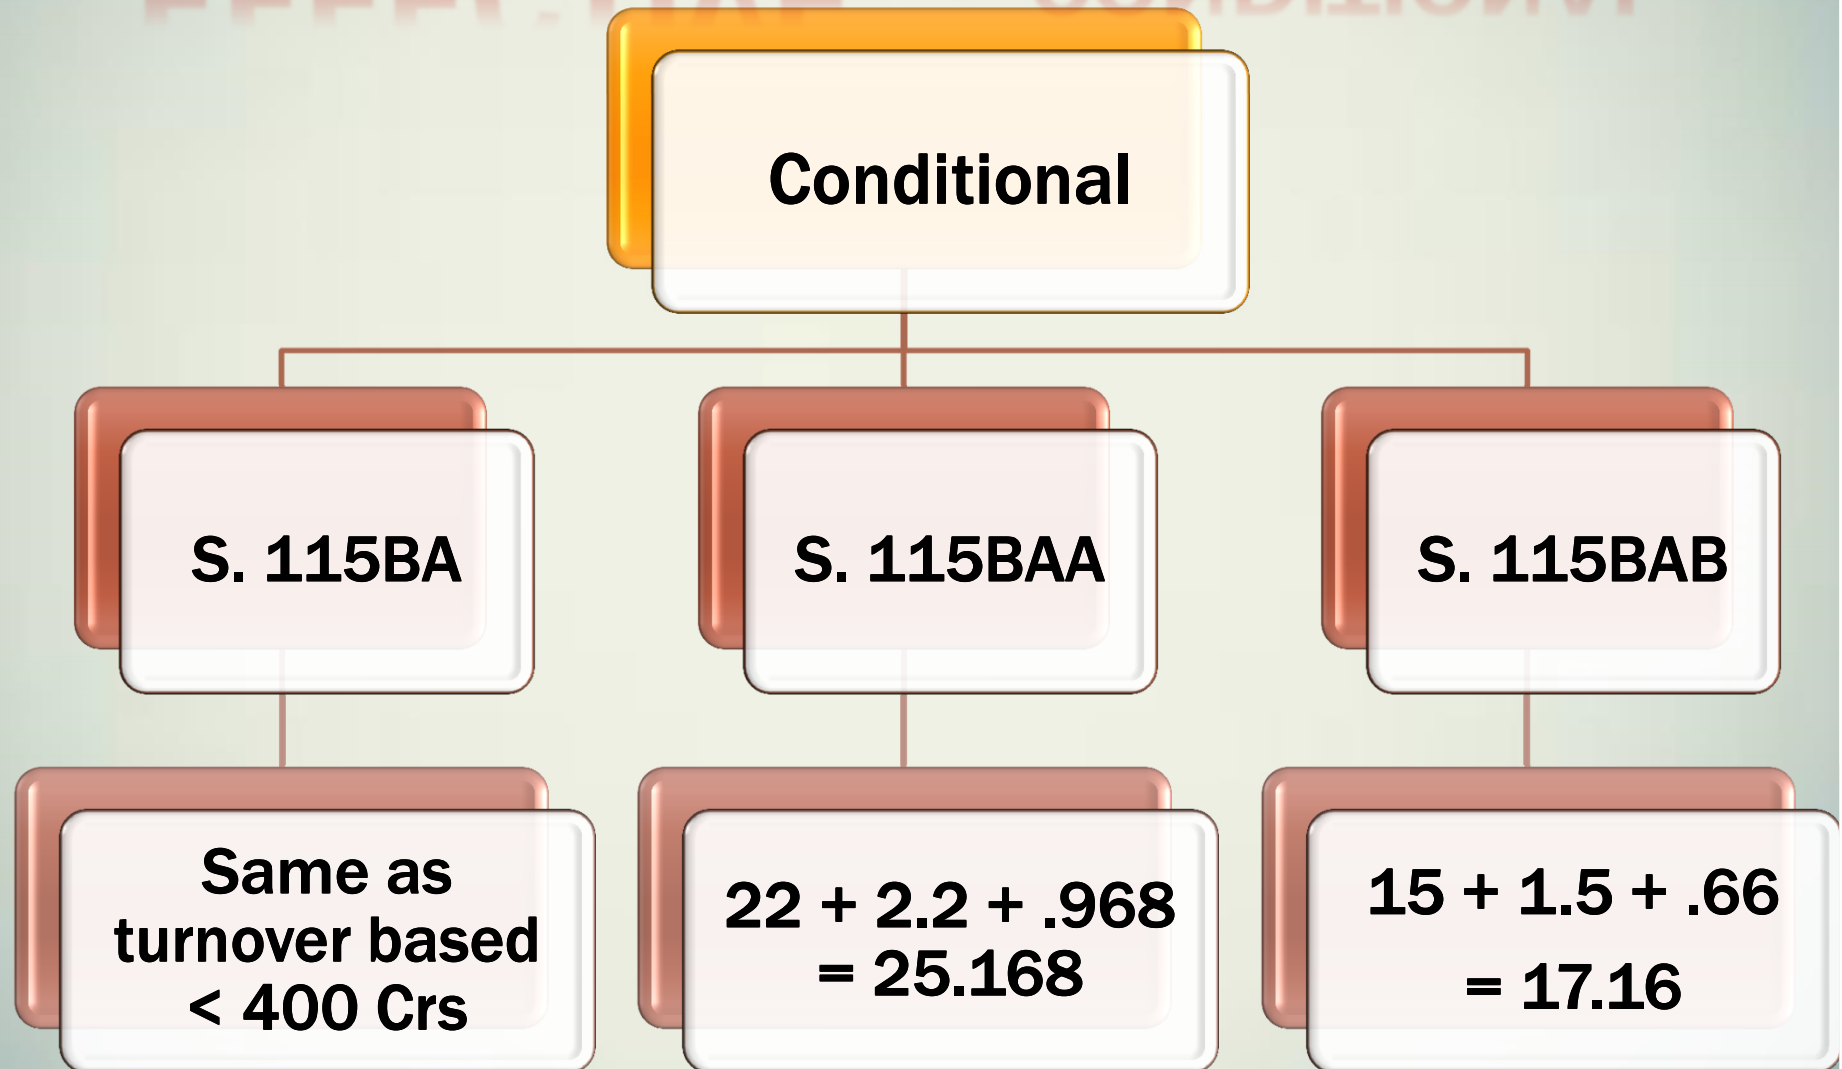 Conditional
S. 115BA
S. 115BAA
S. 115BAB
Same as
turnover based
< 400 Crs
22 + 2.2 + .968
= 25.168
15 + 1.5 + .66
= 17.16